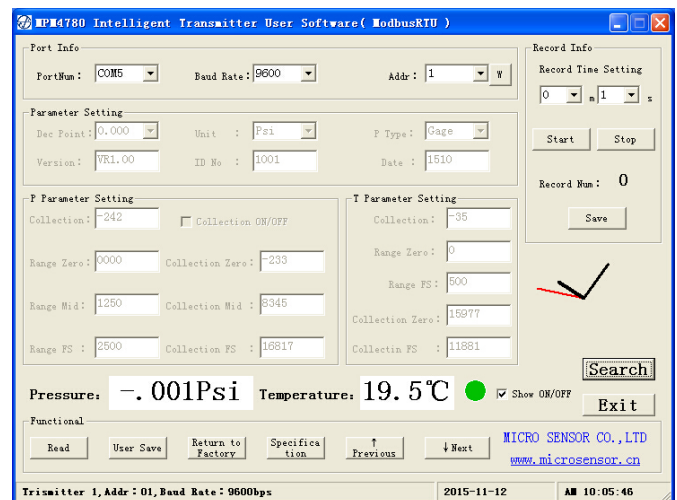 MPM4780 Intelligent Transmitter User Software( ModbusRTU )
Port Info
PortNum: COM5 Baud Rate: 9600 Addr: 1 W
Record Info
Record Time Setting
0 m 1 s
Start Stop
Record Num: 0
Save
Parameter Setting
Dec Point: 0.000 Unit : Psi P Type: Gage
Version: VR1.00 ID No : 1001 Date : 1510
P Parameter Setting
Collection: -242 Collection ON/OFF
Range Zero: 0000 Collection Zero: -233
Range Mid: 1250 Collection Mid : 8345
Range FS : 2500 Collection FS : 16817
T Parameter Setting
Collection: -35
Range Zero: 0
Range FS: 500
Collection Zero: 15977
Collectin FS : 11881
Search
Pressure: -.001Psi Temperature: 19.5℃ Show ON/OFF
Exit
Functional
Read User Save Return to Factory Specifica tion ↑ Previous ↓Next
MICRO SENSOR CO.,LTD
www.microsensor.cn
Trismitter 1,Addr:01,Baud Rate:9600bps 2015-11-12 AM 10:05:46